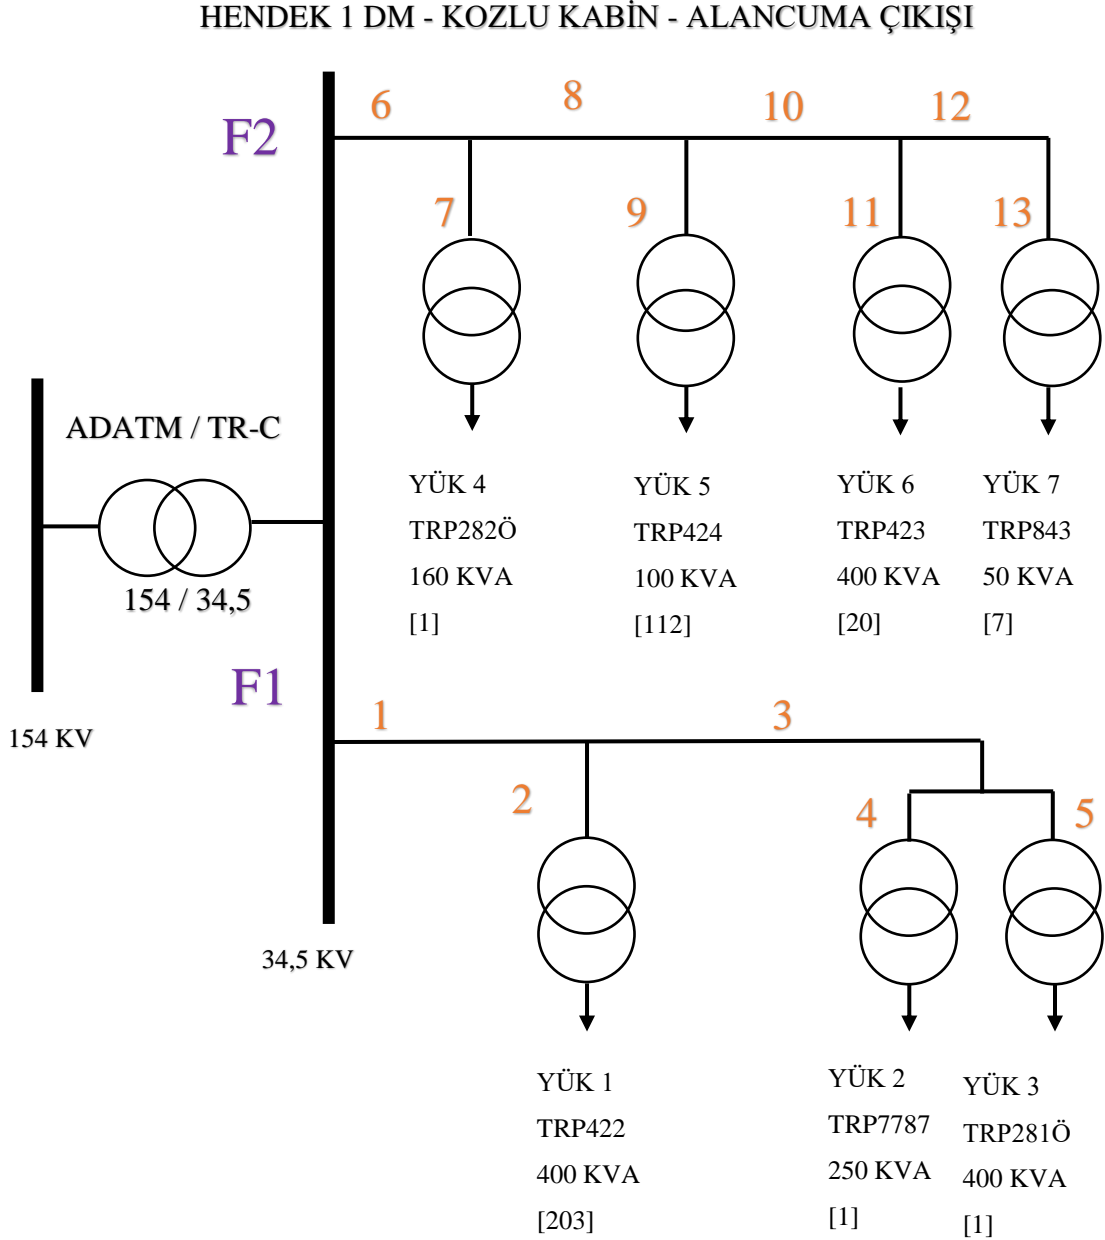 HENDEK 1 DM - KOZLU KABİN - ALANCUMA ÇIKIŞI
6
8
10
12
F2
7
9
11
13
ADATM / TR-C
154 / 34,5
YÜK 4
TRP282Ö
160 KVA
[1]
YÜK 5
TRP424
100 KVA
[112]
YÜK 6
TRP423
400 KVA
[20]
YÜK 7
TRP843
50 KVA
[7]
F1
154 KV
1
3
2
4
5
34,5 KV
YÜK 1
TRP422
400 KVA
[203]
YÜK 2
TRP7787
250 KVA
[1]
YÜK 3
TRP281Ö
400 KVA
[1]